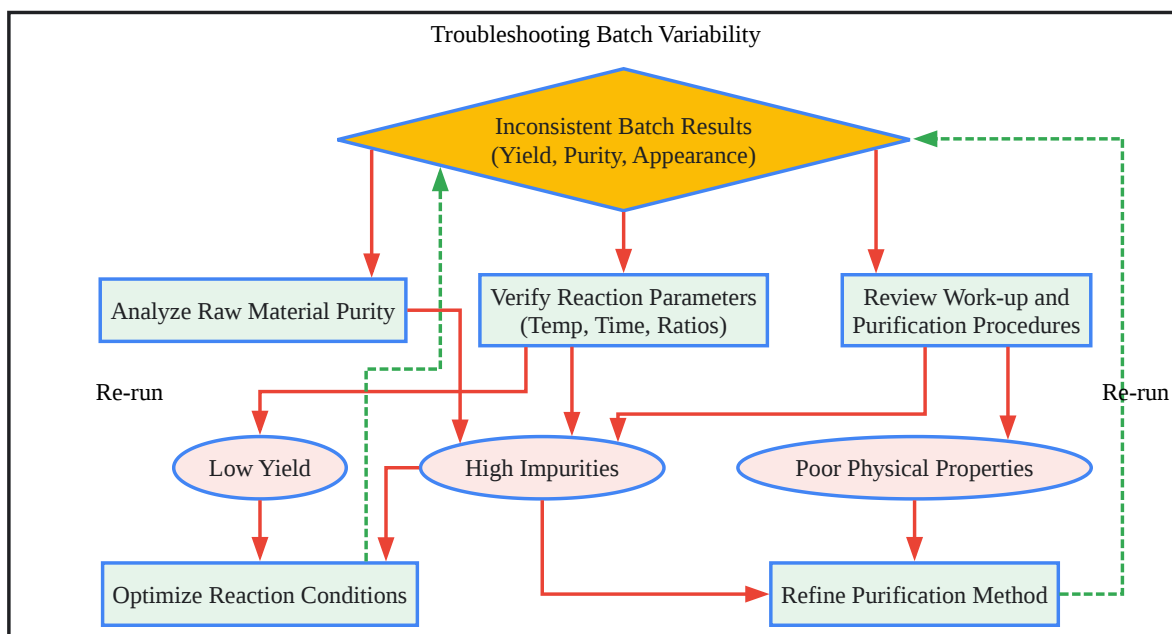 Troubleshooting Batch Variability
Inconsistent Batch Results
(Yield, Purity, Appearance)
Analyze Raw Material Purity
Verify Reaction Parameters
(Temp, Time, Ratios)
Review Work-up and
Purification Procedures
Re-run
Re-run
Low Yield
High Impurities
Poor Physical Properties
Optimize Reaction Conditions
Refine Purification Method